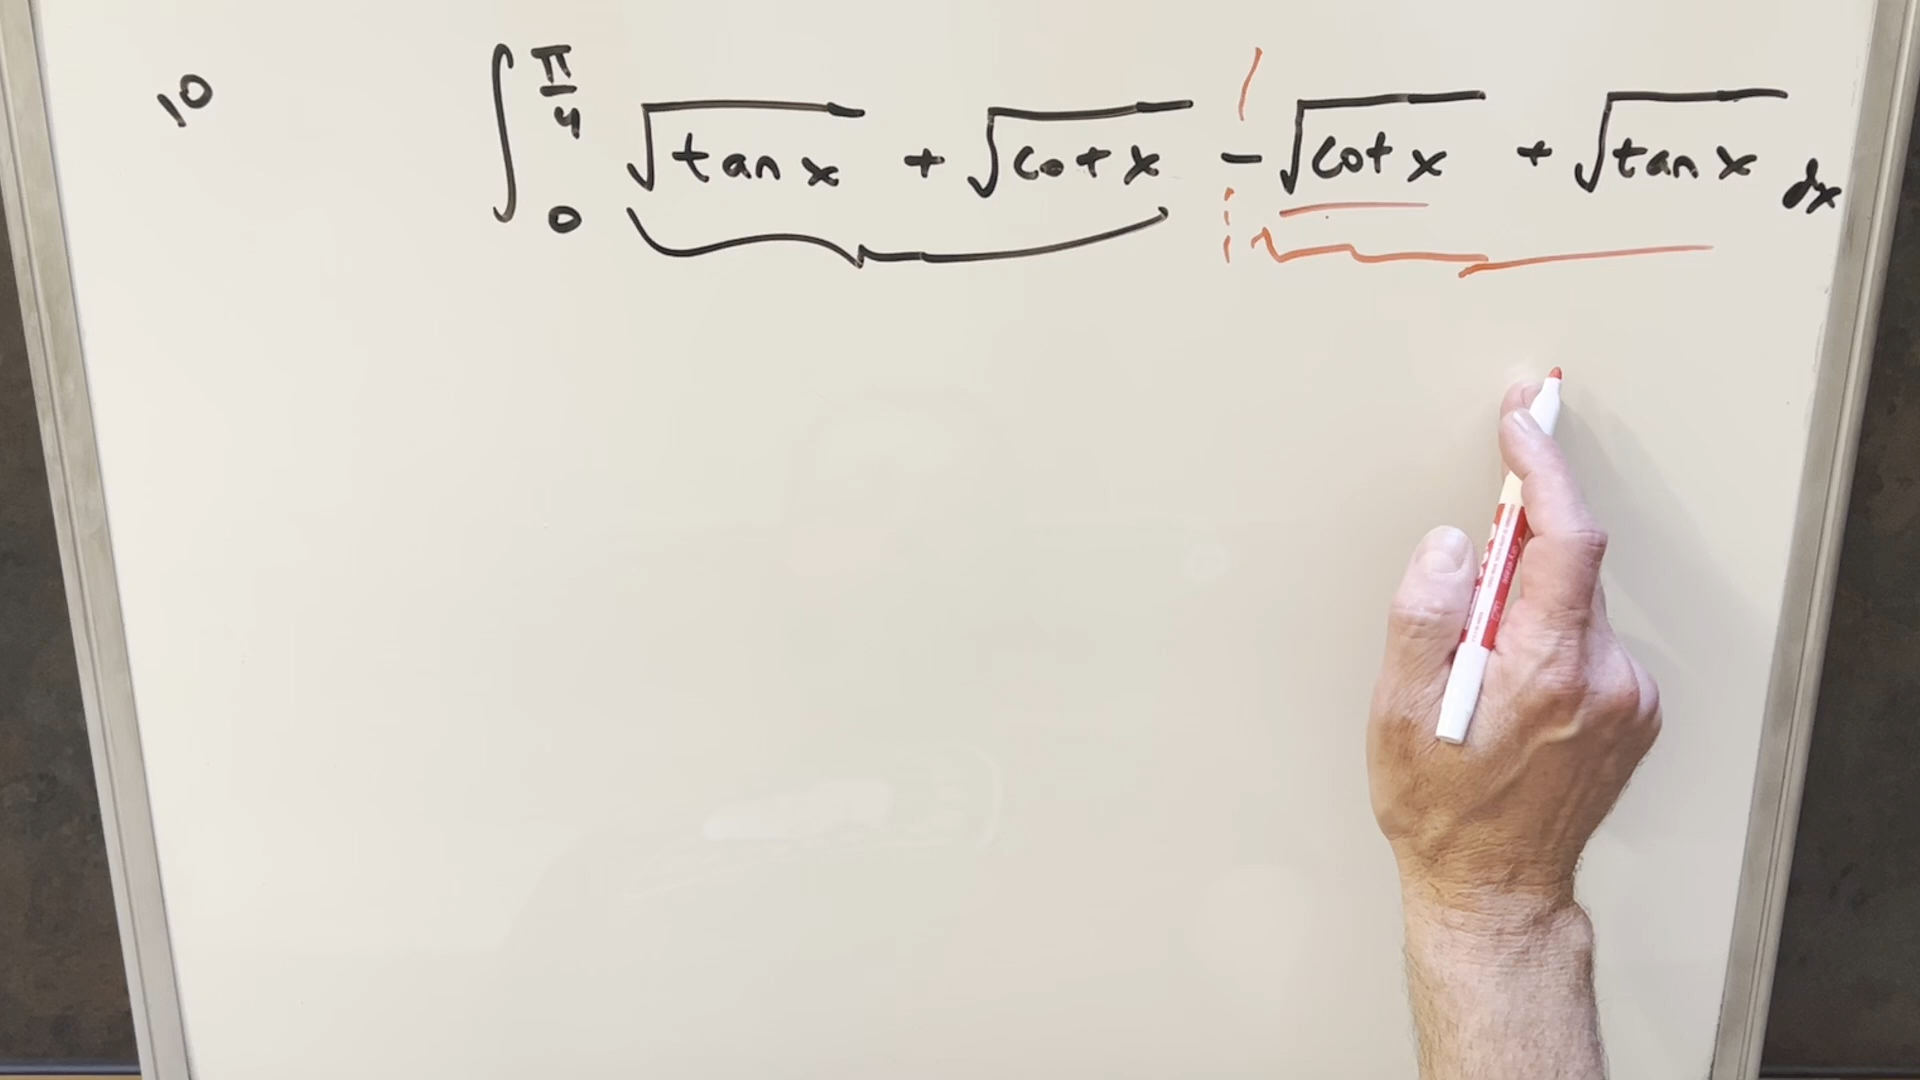 10 ∫₀^(π/4) √(tan x) + √(cot x) - √(cot x) + √(tan x) dx